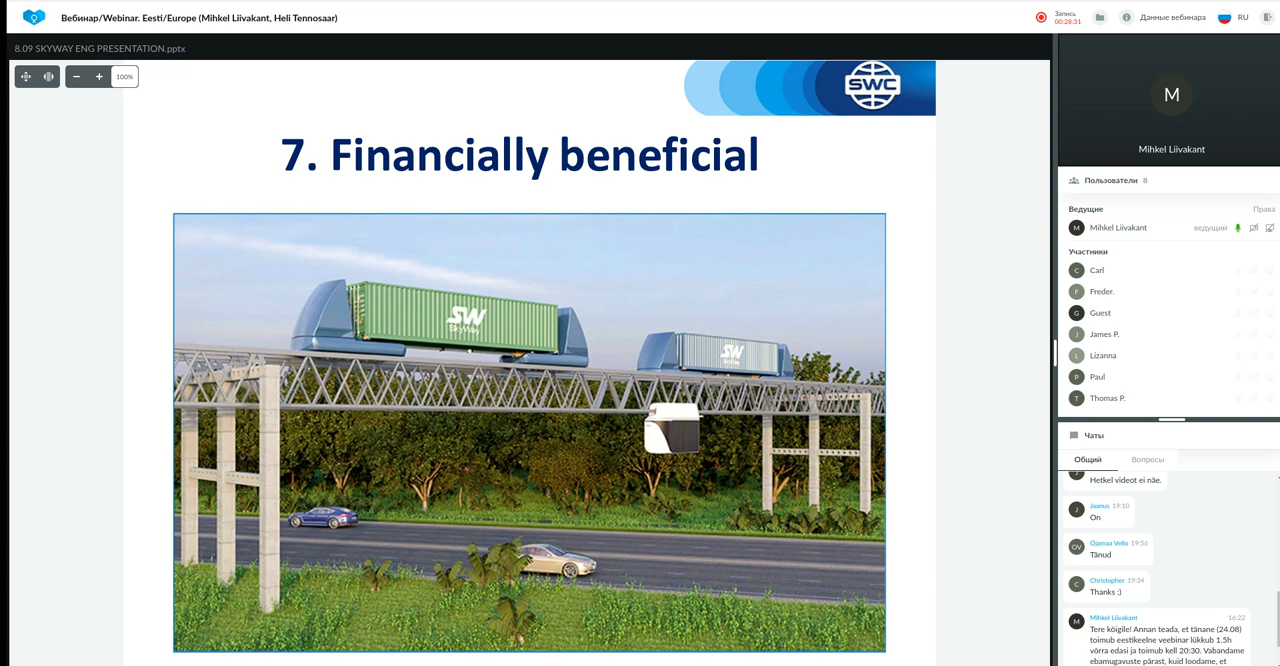 Вебинар/Webinar. Eesti/Europe (Mihkel Liivakant, Heli Tennosaar)
Запись
00:28:31
Данные вебинара
RU
8.09 SKYWAY ENG PRESENTATION.pptx
100%
SWC
7. Financially beneficial
SW
SkyWay
SW
M
Mihkel Liivakant
Пользователи 8
Ведущие Права
M Mihkel Liivakant ведущий
Участники
C Carl
F Freder.
G Guest
J James P.
L Lizanna
P Paul
T Thomas P.
Чаты
Общий Вопросы
Hetkel videot ei näe.
J Jaanus 19:10
On
OV Ojamaa Vello 19:56
Tänud
C Christopher 19:34
Thanks :)
M Mihkel Liivakant 16:22
Tere kõigile! Annan teada, et tänane (24.08)
toimub eestikeelne veebinar lükkub 1.5h
võrra edasi ja toimub kell 20:30. Vabandame
ebamugavuste pärast, kuid loodame, et